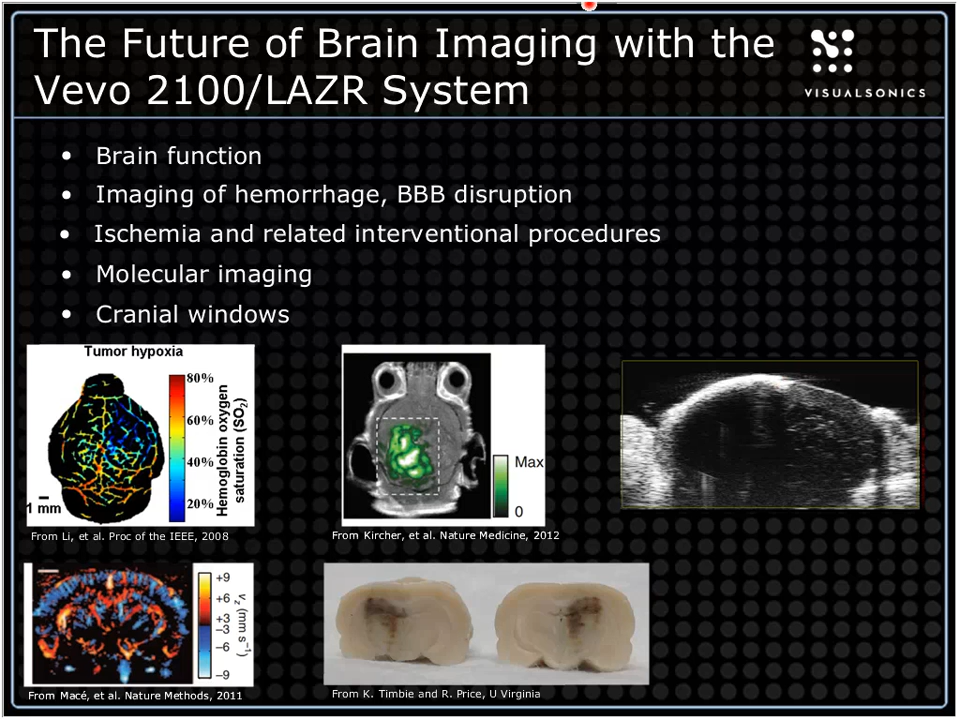 The Future of Brain Imaging with the
Vevo 2100/LAZR System
VISUALSONICS
• Brain function
• Imaging of hemorrhage, BBB disruption
• Ischemia and related interventional procedures
• Molecular imaging
• Cranial windows
Tumor hypoxia
80%
60%
40%
20%
Hemoglobin oxygen
saturation (SO2)
1 mm
From Li, et al. Proc of the IEEE, 2008
Max
0
From Kircher, et al. Nature Medicine, 2012
+9
+6
+3
−3
−6
−9
vz (mm s−1)
From Macé, et al. Nature Methods, 2011
From K. Timbie and R. Price, U Virginia